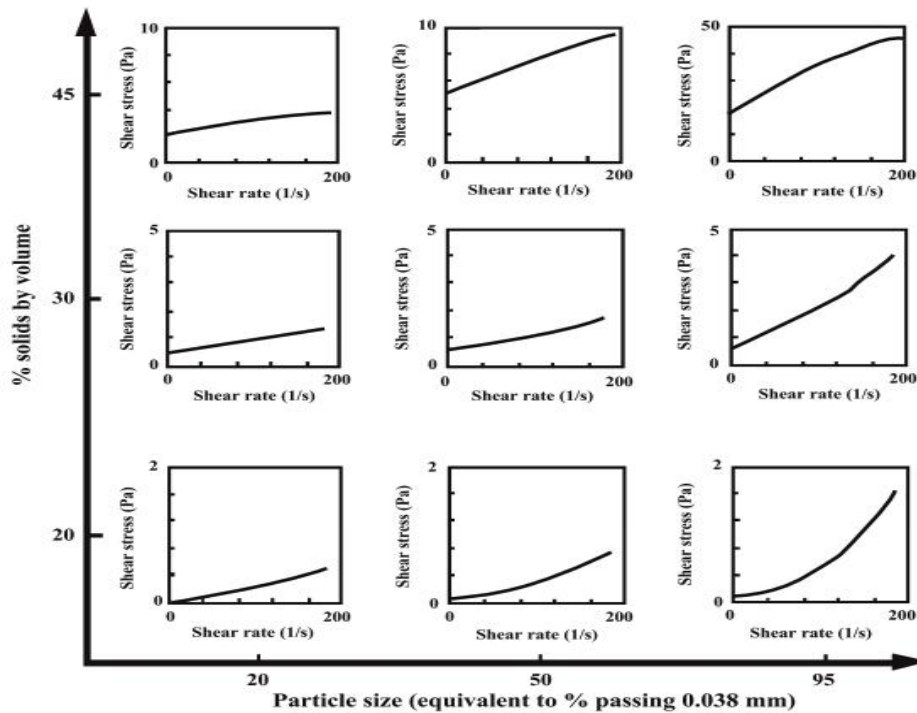 % solids by volume
45
30
20
Shear stress (Pa)
10
0
0
200
Shear rate (1/s)
Shear stress (Pa)
10
0
0
200
Shear rate (1/s)
Shear stress (Pa)
50
0
0
200
Shear rate (1/s)
Shear stress (Pa)
5
0
0
200
Shear rate (1/s)
Shear stress (Pa)
5
0
0
200
Shear rate (1/s)
Shear stress (Pa)
5
0
0
200
Shear rate (1/s)
Shear stress (Pa)
2
0
0
200
Shear rate (1/s)
Shear stress (Pa)
2
0
0
200
Shear rate (1/s)
Shear stress (Pa)
2
0
0
200
Shear rate (1/s)
20
50
95
Particle size (equivalent to % passing 0.038 mm)